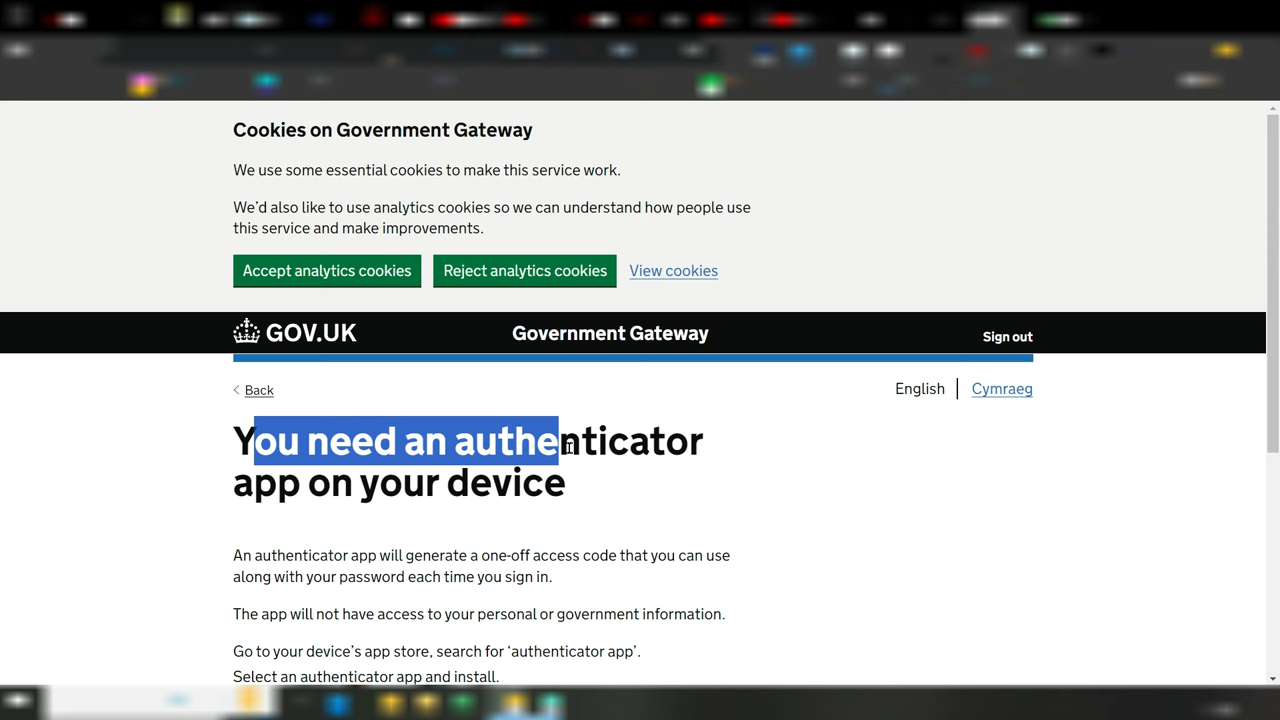 Cookies on Government Gateway
We use some essential cookies to make this service work.
We'd also like to use analytics cookies so we can understand how people use
this service and make improvements.
Accept analytics cookies Reject analytics cookies View cookies
GOV.UK Government Gateway Sign out
Back English Cymraeg
You need an authenticator
app on your device
An authenticator app will generate a one-off access code that you can use
along with your password each time you sign in.
The app will not have access to your personal or government information.
Go to your device's app store, search for ‘authenticator app’.
Select an authenticator app and install.